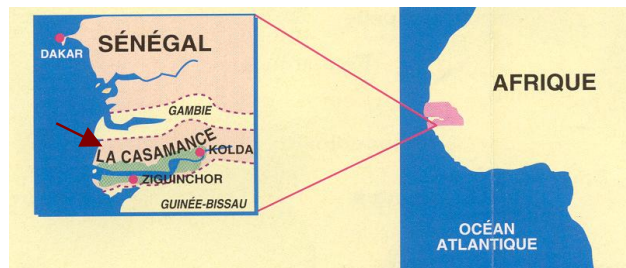 SÉNÉGAL
DAKAR
GAMBIE
LA CASAMANCE
KOLDA
ZIGUINCHOR
GUINÉE-BISSAU
AFRIQUE
OCÉAN
ATLANTIQUE